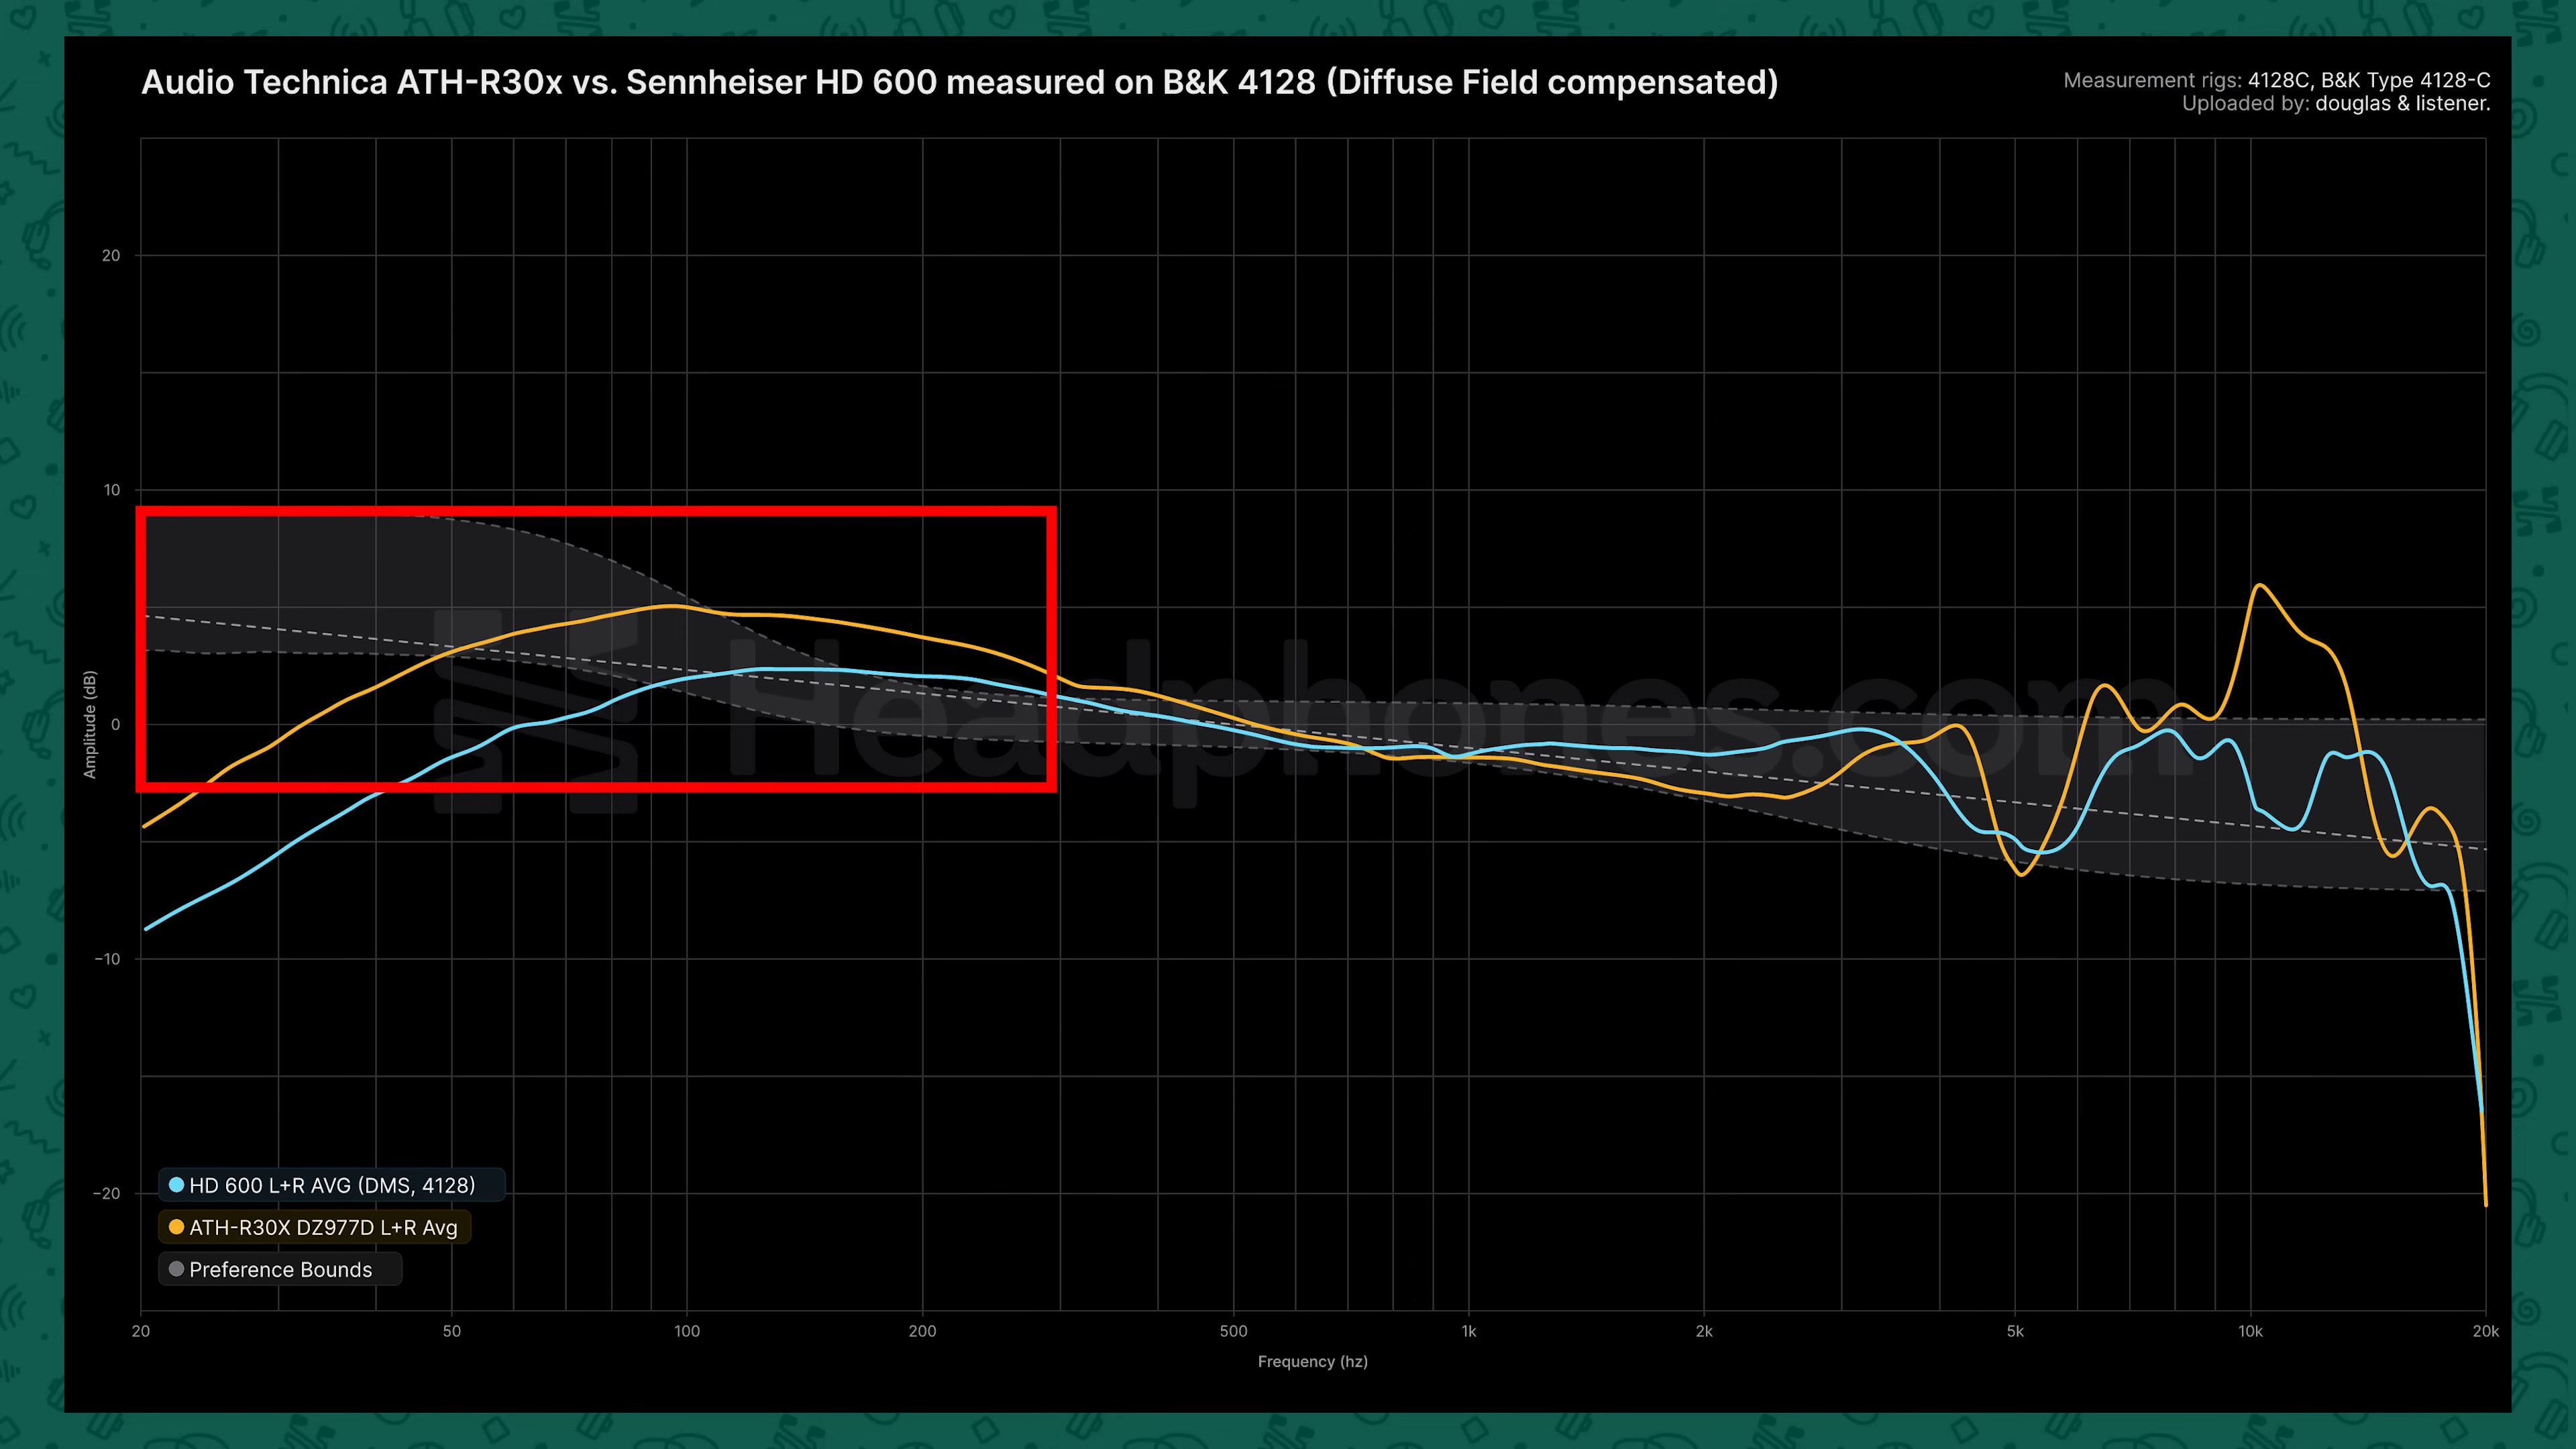 Audio Technica ATH-R30x vs. Sennheiser HD 600 measured on B&K 4128 (Diffuse Field compensated)
Measurement rigs: 4128C, B&K Type 4128-C
Uploaded by: douglas & listener.
20
10
0
−10
−20
Amplitude (dB)
Headphones.com
HD 600 L+R AVG (DMS, 4128)
ATH-R30X DZ977D L+R Avg
Preference Bounds
20 50 100 200 500 1k 2k 5k 10k 20k
Frequency (hz)